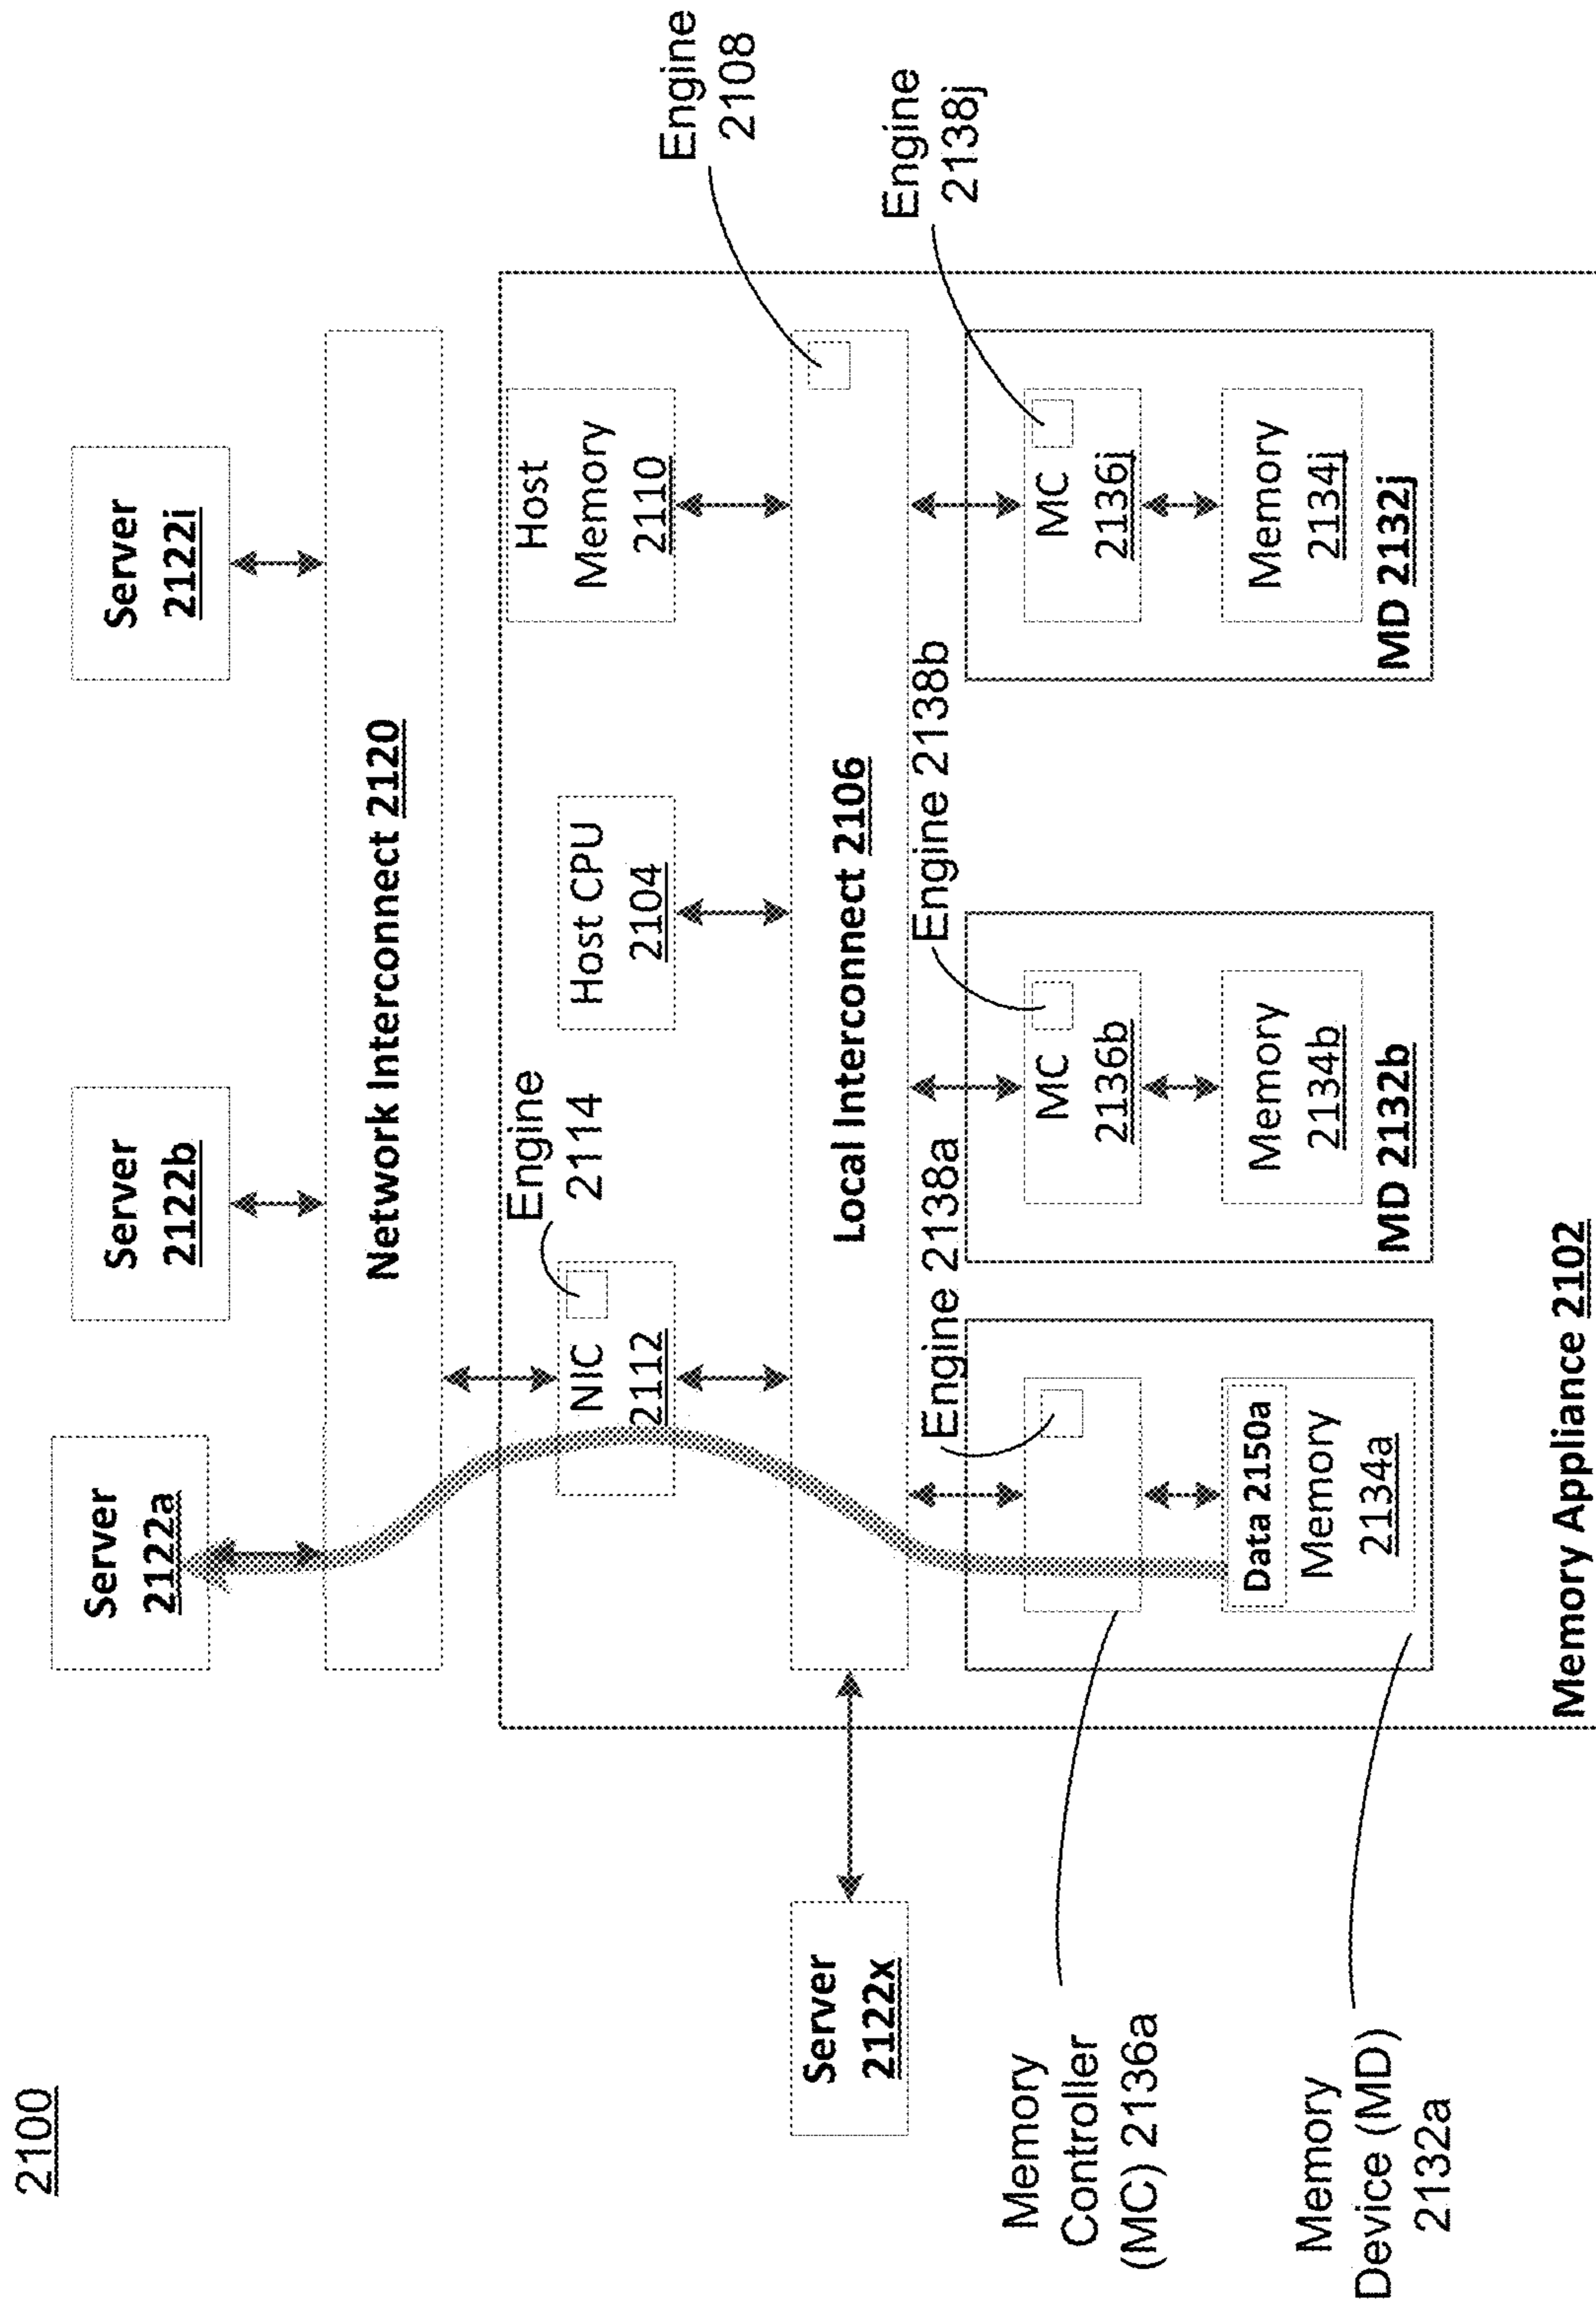 2100
Server
2122a
Server
2122b
Server
2122i
Network Interconnect 2120
Engine
2114
NIC
2112
Host CPU
2104
Host
Memory
2110
Engine
2108
Server
2122x
Local Interconnect 2106
Engine 2138a
Engine 2138b
Engine
2138j
Memory
Controller
(MC) 2136a
MC
2136b
MC
2136j
Data 2150a
Memory
2134a
Memory
2134b
Memory
2134j
Memory
Device (MD)
2132a
MD 2132b
MD 2132j
Memory Appliance 2102